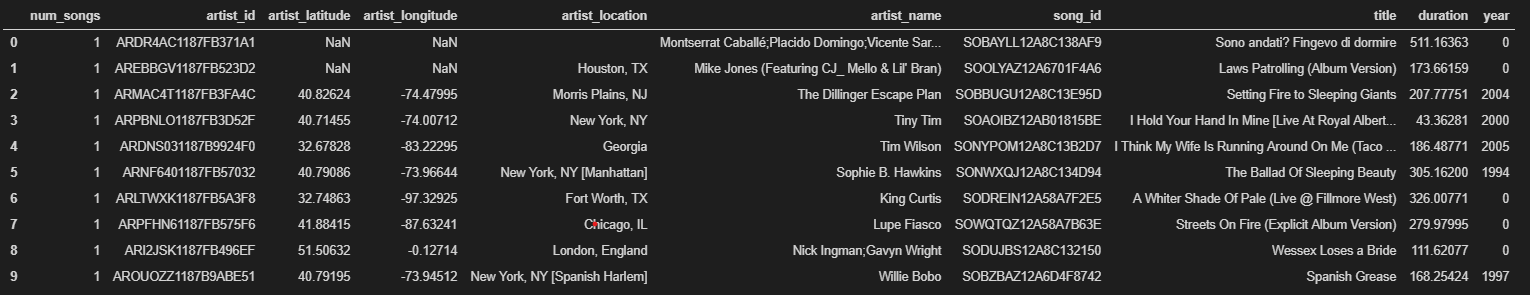 num_songs artist_id artist_latitude artist_longitude artist_location artist_name song_id title duration year
0 1 ARDR4AC1187FB371A1 NaN NaN Montserrat Caballé;Placido Domingo;Vicente Sar... SOBAYLL12A8C138AF9 Sono andati? Fingevo di dormire 511.16363 0
1 1 AREBBGV1187FB523D2 NaN NaN Houston, TX Mike Jones (Featuring CJ_ Mello & Lil' Bran) SOOLYAZ12A6701F4A6 Laws Patrolling (Album Version) 173.66159 0
2 1 ARMAC4T1187FB3FA4C 40.82624 -74.47995 Morris Plains, NJ The Dillinger Escape Plan SOBBUGU12A8C13E95D Setting Fire to Sleeping Giants 207.77751 2004
3 1 ARPBNLO1187FB3D52F 40.71455 -74.00712 New York, NY Tiny Tim SOAOIBZ12AB01815BE I Hold Your Hand In Mine [Live At Royal Albert... 43.36281 2000
4 1 ARDNS031187B9924F0 32.67828 -83.22295 Georgia Tim Wilson SONYPOM12A8C13B2D7 I Think My Wife Is Running Around On Me (Taco ... 186.48771 2005
5 1 ARNF6401187FB57032 40.79086 -73.96644 New York, NY [Manhattan] Sophie B. Hawkins SONWXQJ12A8C134D94 The Ballad Of Sleeping Beauty 305.16200 1994
6 1 ARLTWXK1187FB5A3F8 32.74863 -97.32925 Fort Worth, TX King Curtis SODREIN12A58A7F2E5 A Whiter Shade Of Pale (Live @ Fillmore West) 326.00771 0
7 1 ARPFHN61187FB575F6 41.88415 -87.63241 Chicago, IL Lupe Fiasco SOWQTQZ12A58A7B63E Streets On Fire (Explicit Album Version) 279.97995 0
8 1 ARI2JSK1187FB496EF 51.50632 -0.12714 London, England Nick Ingman;Gavyn Wright SODUJBS12A8C132150 Wessex Loses a Bride 111.62077 0
9 1 AROUOZZ1187B9ABE51 40.79195 -73.94512 New York, NY [Spanish Harlem] Willie Bobo SOBZBAZ12A6D4F8742 Spanish Grease 168.25424 1997